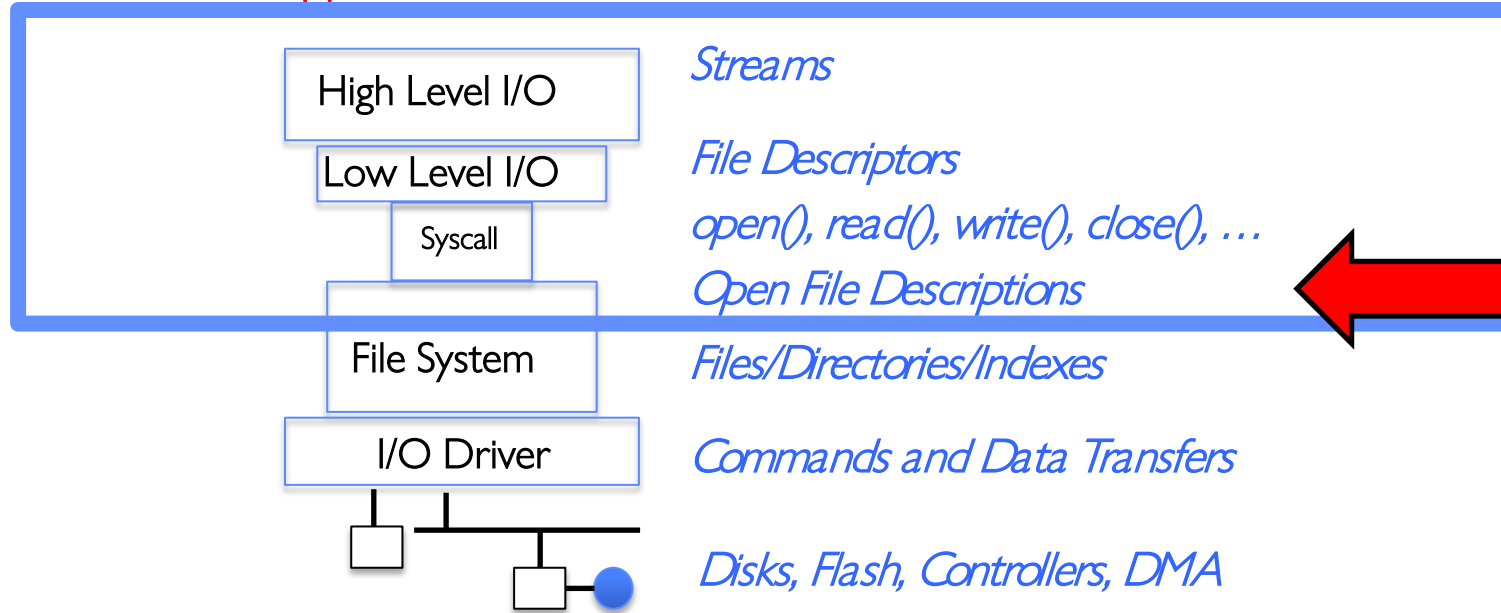 High Level I/O
Streams
Low Level I/O
File Descriptors
Syscall
open(), read(), write(), close(), …
Open File Descriptions
File System
Files/Directories/Indexes
I/O Driver
Commands and Data Transfers
Disks, Flash, Controllers, DMA